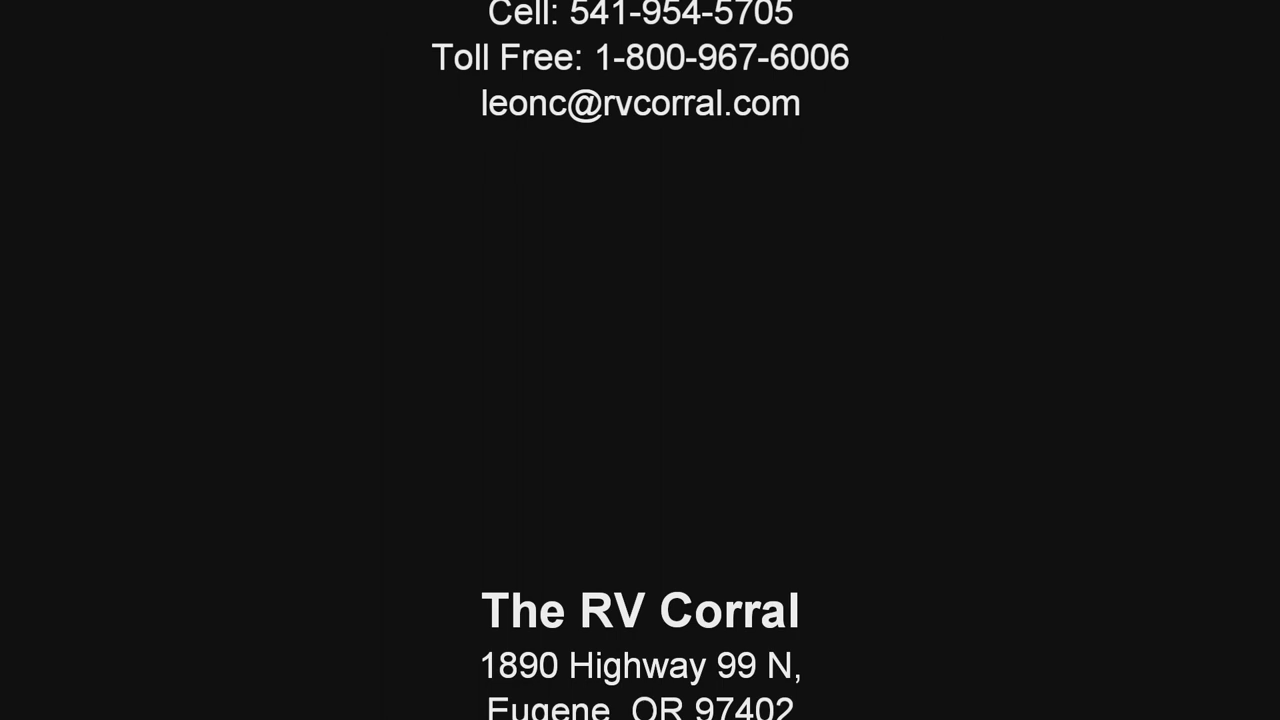 Cell: 541-954-5705
Toll Free: 1-800-967-6006
leonc@rvcorral.com
The RV Corral
1890 Highway 99 N,
Eugene, OR 97402